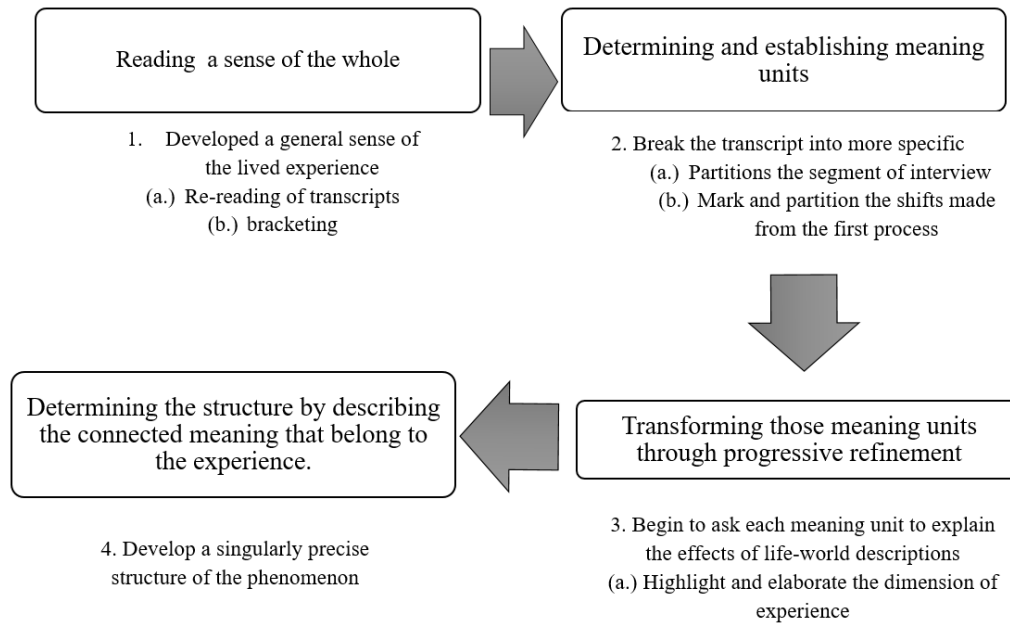 Reading a sense of the whole
1. Developed a general sense of
the lived experience
(a.) Re-reading of transcripts
(b.) bracketing
Determining and establishing meaning
units
2. Break the transcript into more specific
(a.) Partitions the segment of interview
(b.) Mark and partition the shifts made
from the first process
Transforming those meaning units
through progressive refinement
3. Begin to ask each meaning unit to explain
the effects of life-world descriptions
(a.) Highlight and elaborate the dimension of
experience
Determining the structure by describing
the connected meaning that belong to
the experience.
4. Develop a singularly precise
structure of the phenomenon